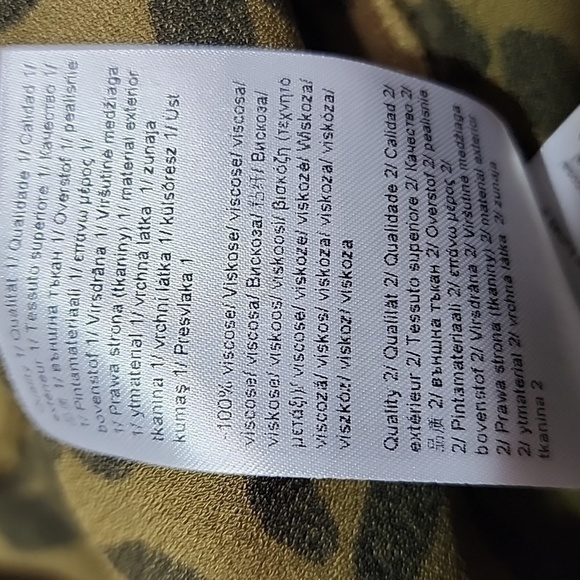 Quality 1/ Qualität 1/ Qualidade 1/ Calidad 1/
extérieur 1/ Tessuto superiore 1/ Качество 1/
品质 1/ външна тъкан 1/ Overstof 1/ pealisriie
1/ Pintamateriaali 1/ επάνω μέρος 1/
bovenstof 1/ Virsdrāna 1/ Viršutinė medžiaga
1/ Prawa strona (tkaniny) 1/ material exterior
1/ ytmaterial 1/ vrchná látka 1/ zunaja
tkanina 1/ vrchní látka 1/ külsőrész 1/ Üst
kumaş 1/ Presvlaka 1
-100% viscose/ Viskose/ viscose/ viscosa/
viscose/ viscosa/ Вискоза/ Вискоза/
viskose/ viskoos/ viskoosi/ βισκόζη (τεχνητό
μετάξι)/ viscose/ viskoze/ viskozė/ Wiskoza/
viscoză/ viskos/ viskóza/ viskoza/ viskóza/
viszkóz/ viskoz/ viskoza
Quality 2/ Qualität 2/ Qualidade 2/ Calidad 2/
extérieur 2/ Tessuto superiore 2/ Качество 2/
2/ външна тъкан 2/ Overstof 2/ pealisriie
2/ Pintamateriaali 2/ επάνω μέρος 2/
bovenstof 2/ Virsdrāna 2/ Viršutinė medžiaga
2/ Prawa strona (tkaniny) 2/ material exterior
2/ ytmaterial 2/ vrchná látka 2/ zunaja
tkanina 2